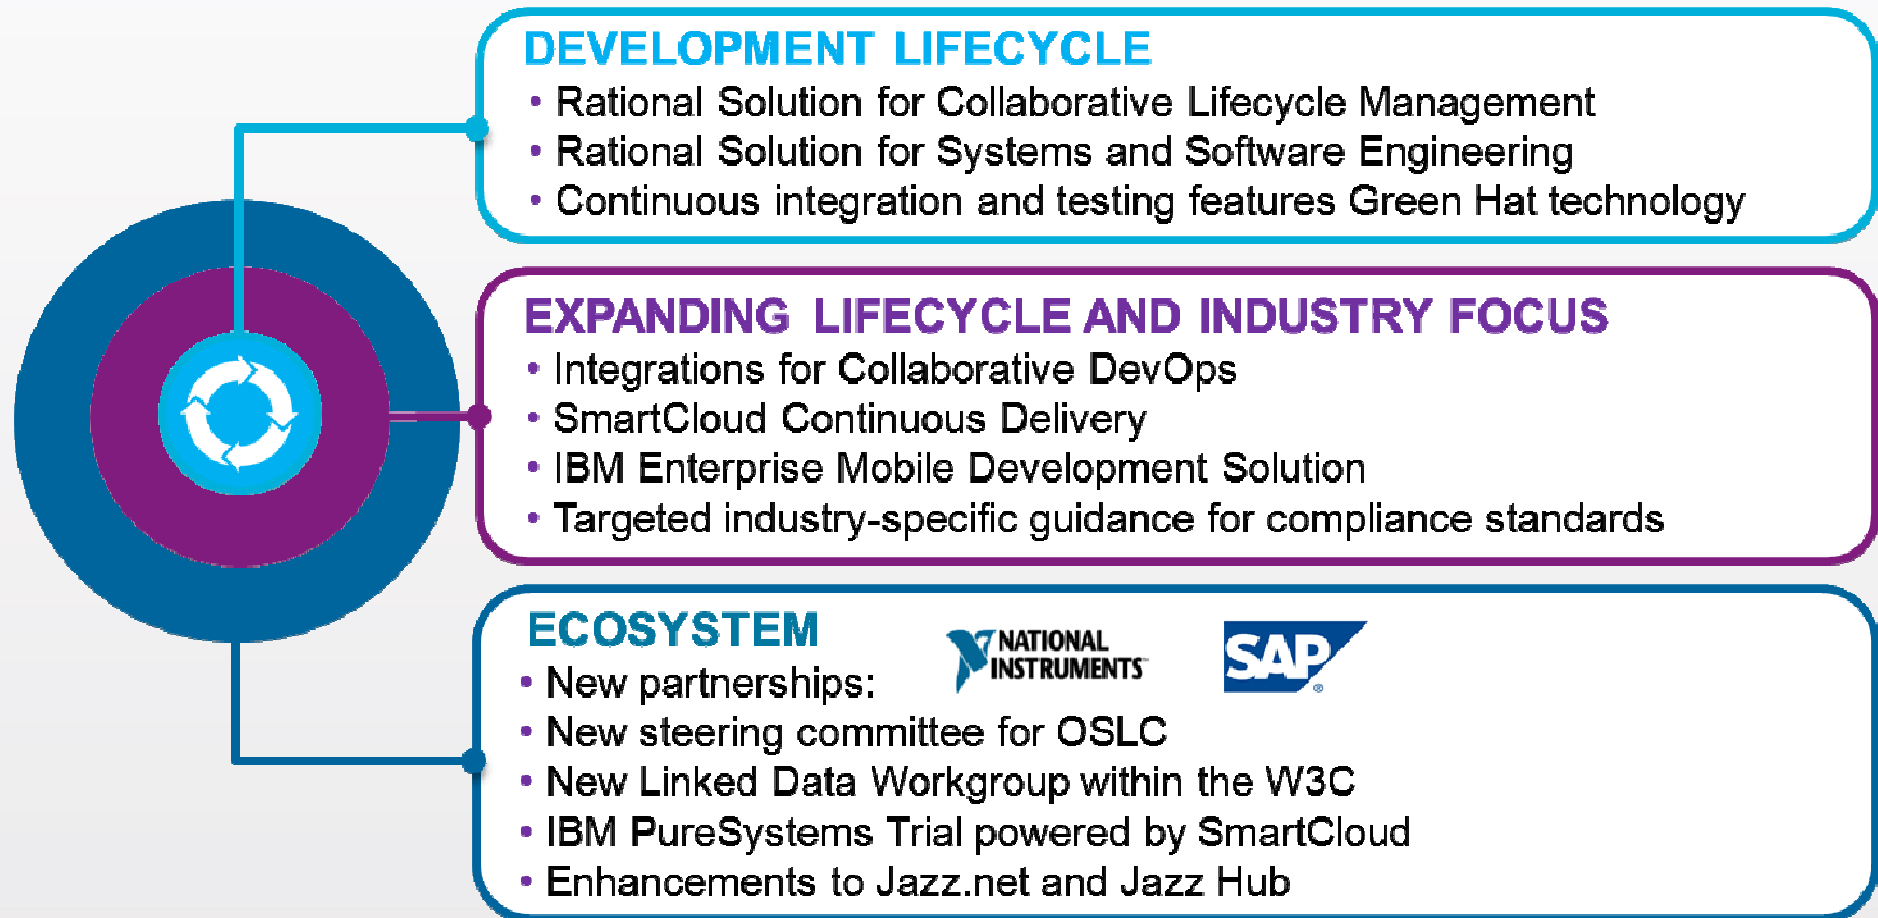 DEVELOPMENT LIFECYCLE
• Rational Solution for Collaborative Lifecycle Management
• Rational Solution for Systems and Software Engineering
• Continuous integration and testing features Green Hat technology
EXPANDING LIFECYCLE AND INDUSTRY FOCUS
• Integrations for Collaborative DevOps
• SmartCloud Continuous Delivery
• IBM Enterprise Mobile Development Solution
• Targeted industry-specific guidance for compliance standards
ECOSYSTEM
• New partnerships:
NATIONAL
INSTRUMENTS™
SAP®
• New steering committee for OSLC
• New Linked Data Workgroup within the W3C
• IBM PureSystems Trial powered by SmartCloud
• Enhancements to Jazz.net and Jazz Hub